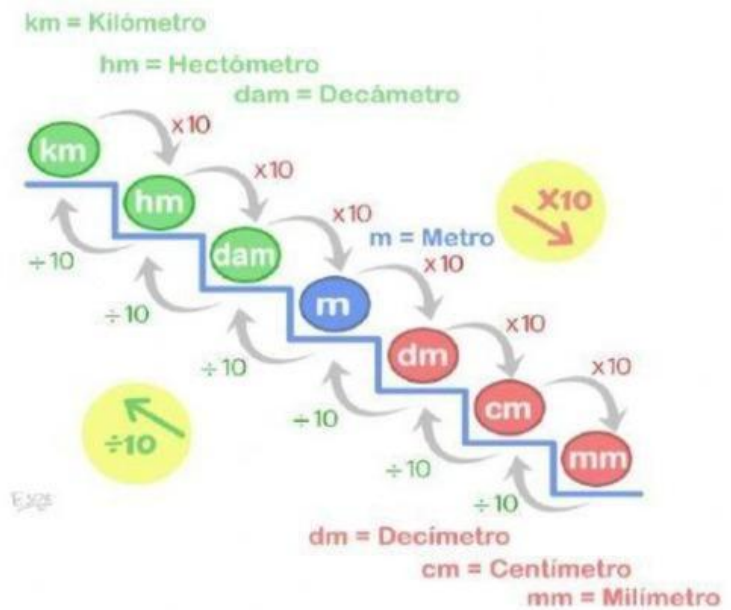 km = Kilómetro
hm = Hectómetro
dam = Decámetro
km
x10
hm
x10
dam
x10
m = Metro
x10
m
x10
dm
x10
cm
mm
÷10
÷10
÷10
÷10
÷10
÷10
X10
÷10
dm = Decímetro
cm = Centímetro
mm = Milímetro